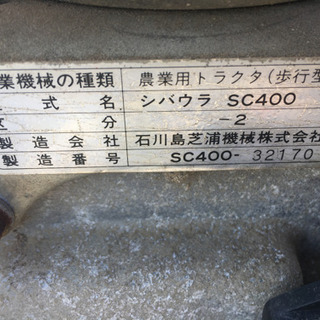 業機械の種類 農業用トラクタ(歩行型
式名 シバウラ SC400
区分 -2
製造会社 石川島芝浦機械株式会
製造番号 SC400-32170